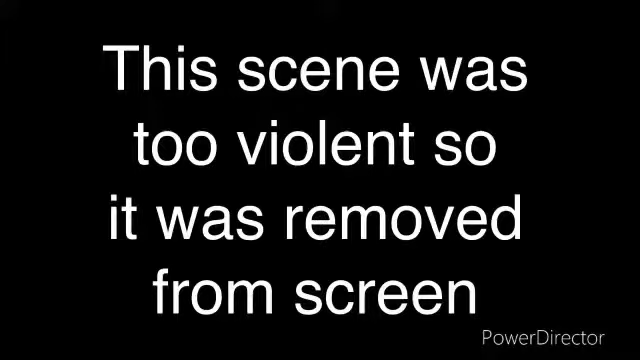 This scene was
too violent so
it was removed
from screen
PowerDirector